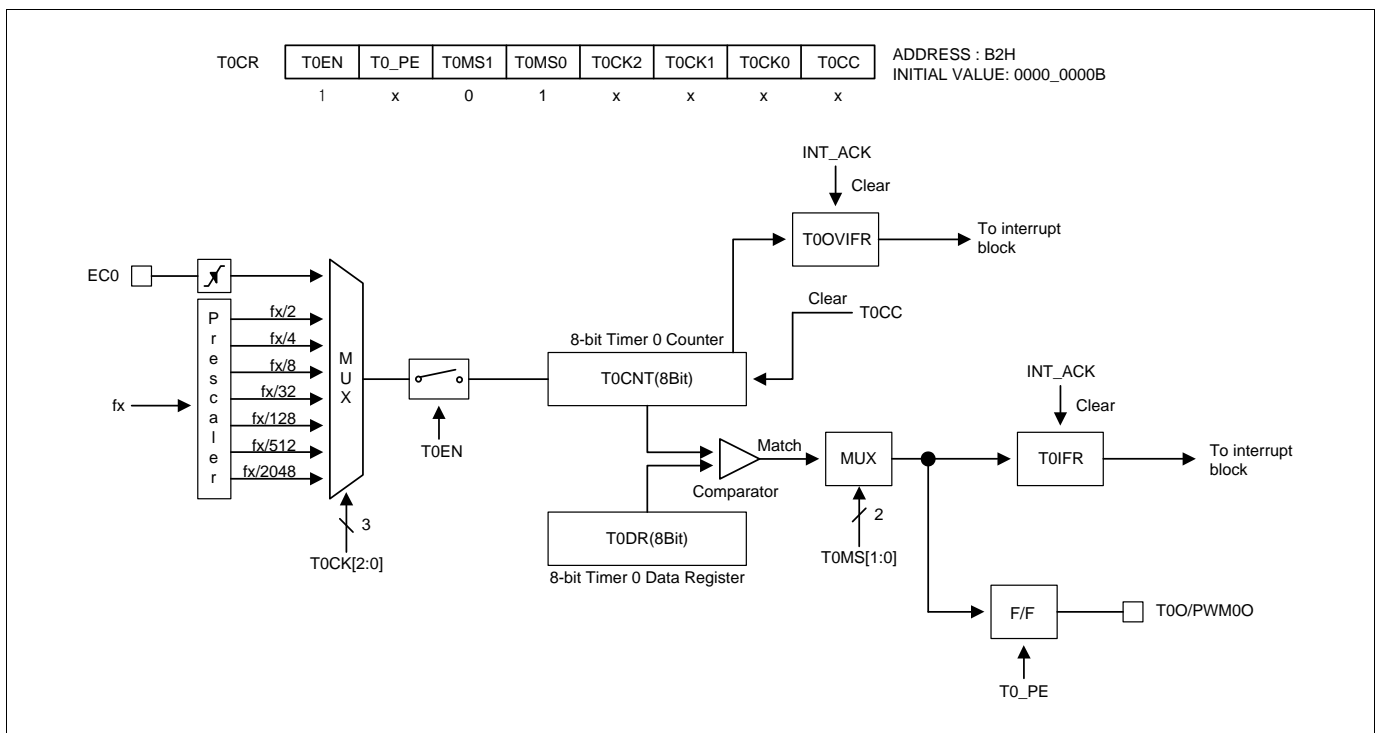 T0CR T0EN T0_PE T0MS1 T0MS0 T0CK2 T0CK1 T0CK0 T0CC ADDRESS : B2H
INITIAL VALUE: 0000_0000B
1 x 0 1 x x x x
INT_ACK
Clear
T0OVIFR
To interrupt
block
EC0
Prescaler
fx/2
fx/4
fx/8
fx/32
fx/128
fx/512
fx/2048
fx
MUX
3
T0CK[2:0]
T0EN
Clear
T0CC
8-bit Timer 0 Counter
T0CNT(8Bit)
INT_ACK
Clear
Match
Comparator
MUX
2
T0MS[1:0]
T0IFR
To interrupt
block
T0DR(8Bit)
8-bit Timer 0 Data Register
F/F
T0O/PWM0O
T0_PE